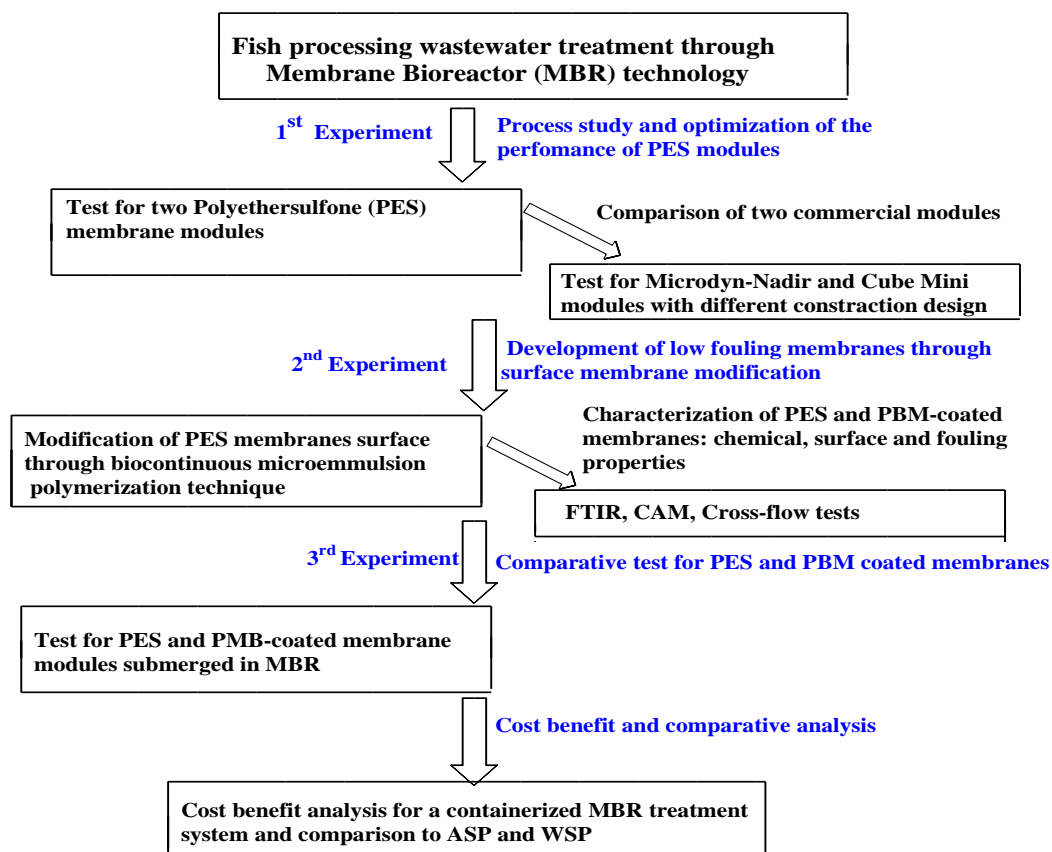 Fish processing wastewater treatment through
Membrane Bioreactor (MBR) technology
1st Experiment
Process study and optimization of the
perfomance of PES modules
Test for two Polyethersulfone (PES)
membrane modules
Comparison of two commercial modules
Test for Microdyn-Nadir and Cube Mini
modules with different constraction design
2nd Experiment
Development of low fouling membranes through
surface membrane modification
Modification of PES membranes surface
through biocontinuous microemmulsion
polymerization technique
Characterization of PES and PBM-coated
membranes: chemical, surface and fouling
properties
FTIR, CAM, Cross-flow tests
3rd Experiment
Comparative test for PES and PBM coated membranes
Test for PES and PMB-coated membrane
modules submerged in MBR
Cost benefit and comparative analysis
Cost benefit analysis for a containerized MBR treatment
system and comparison to ASP and WSP